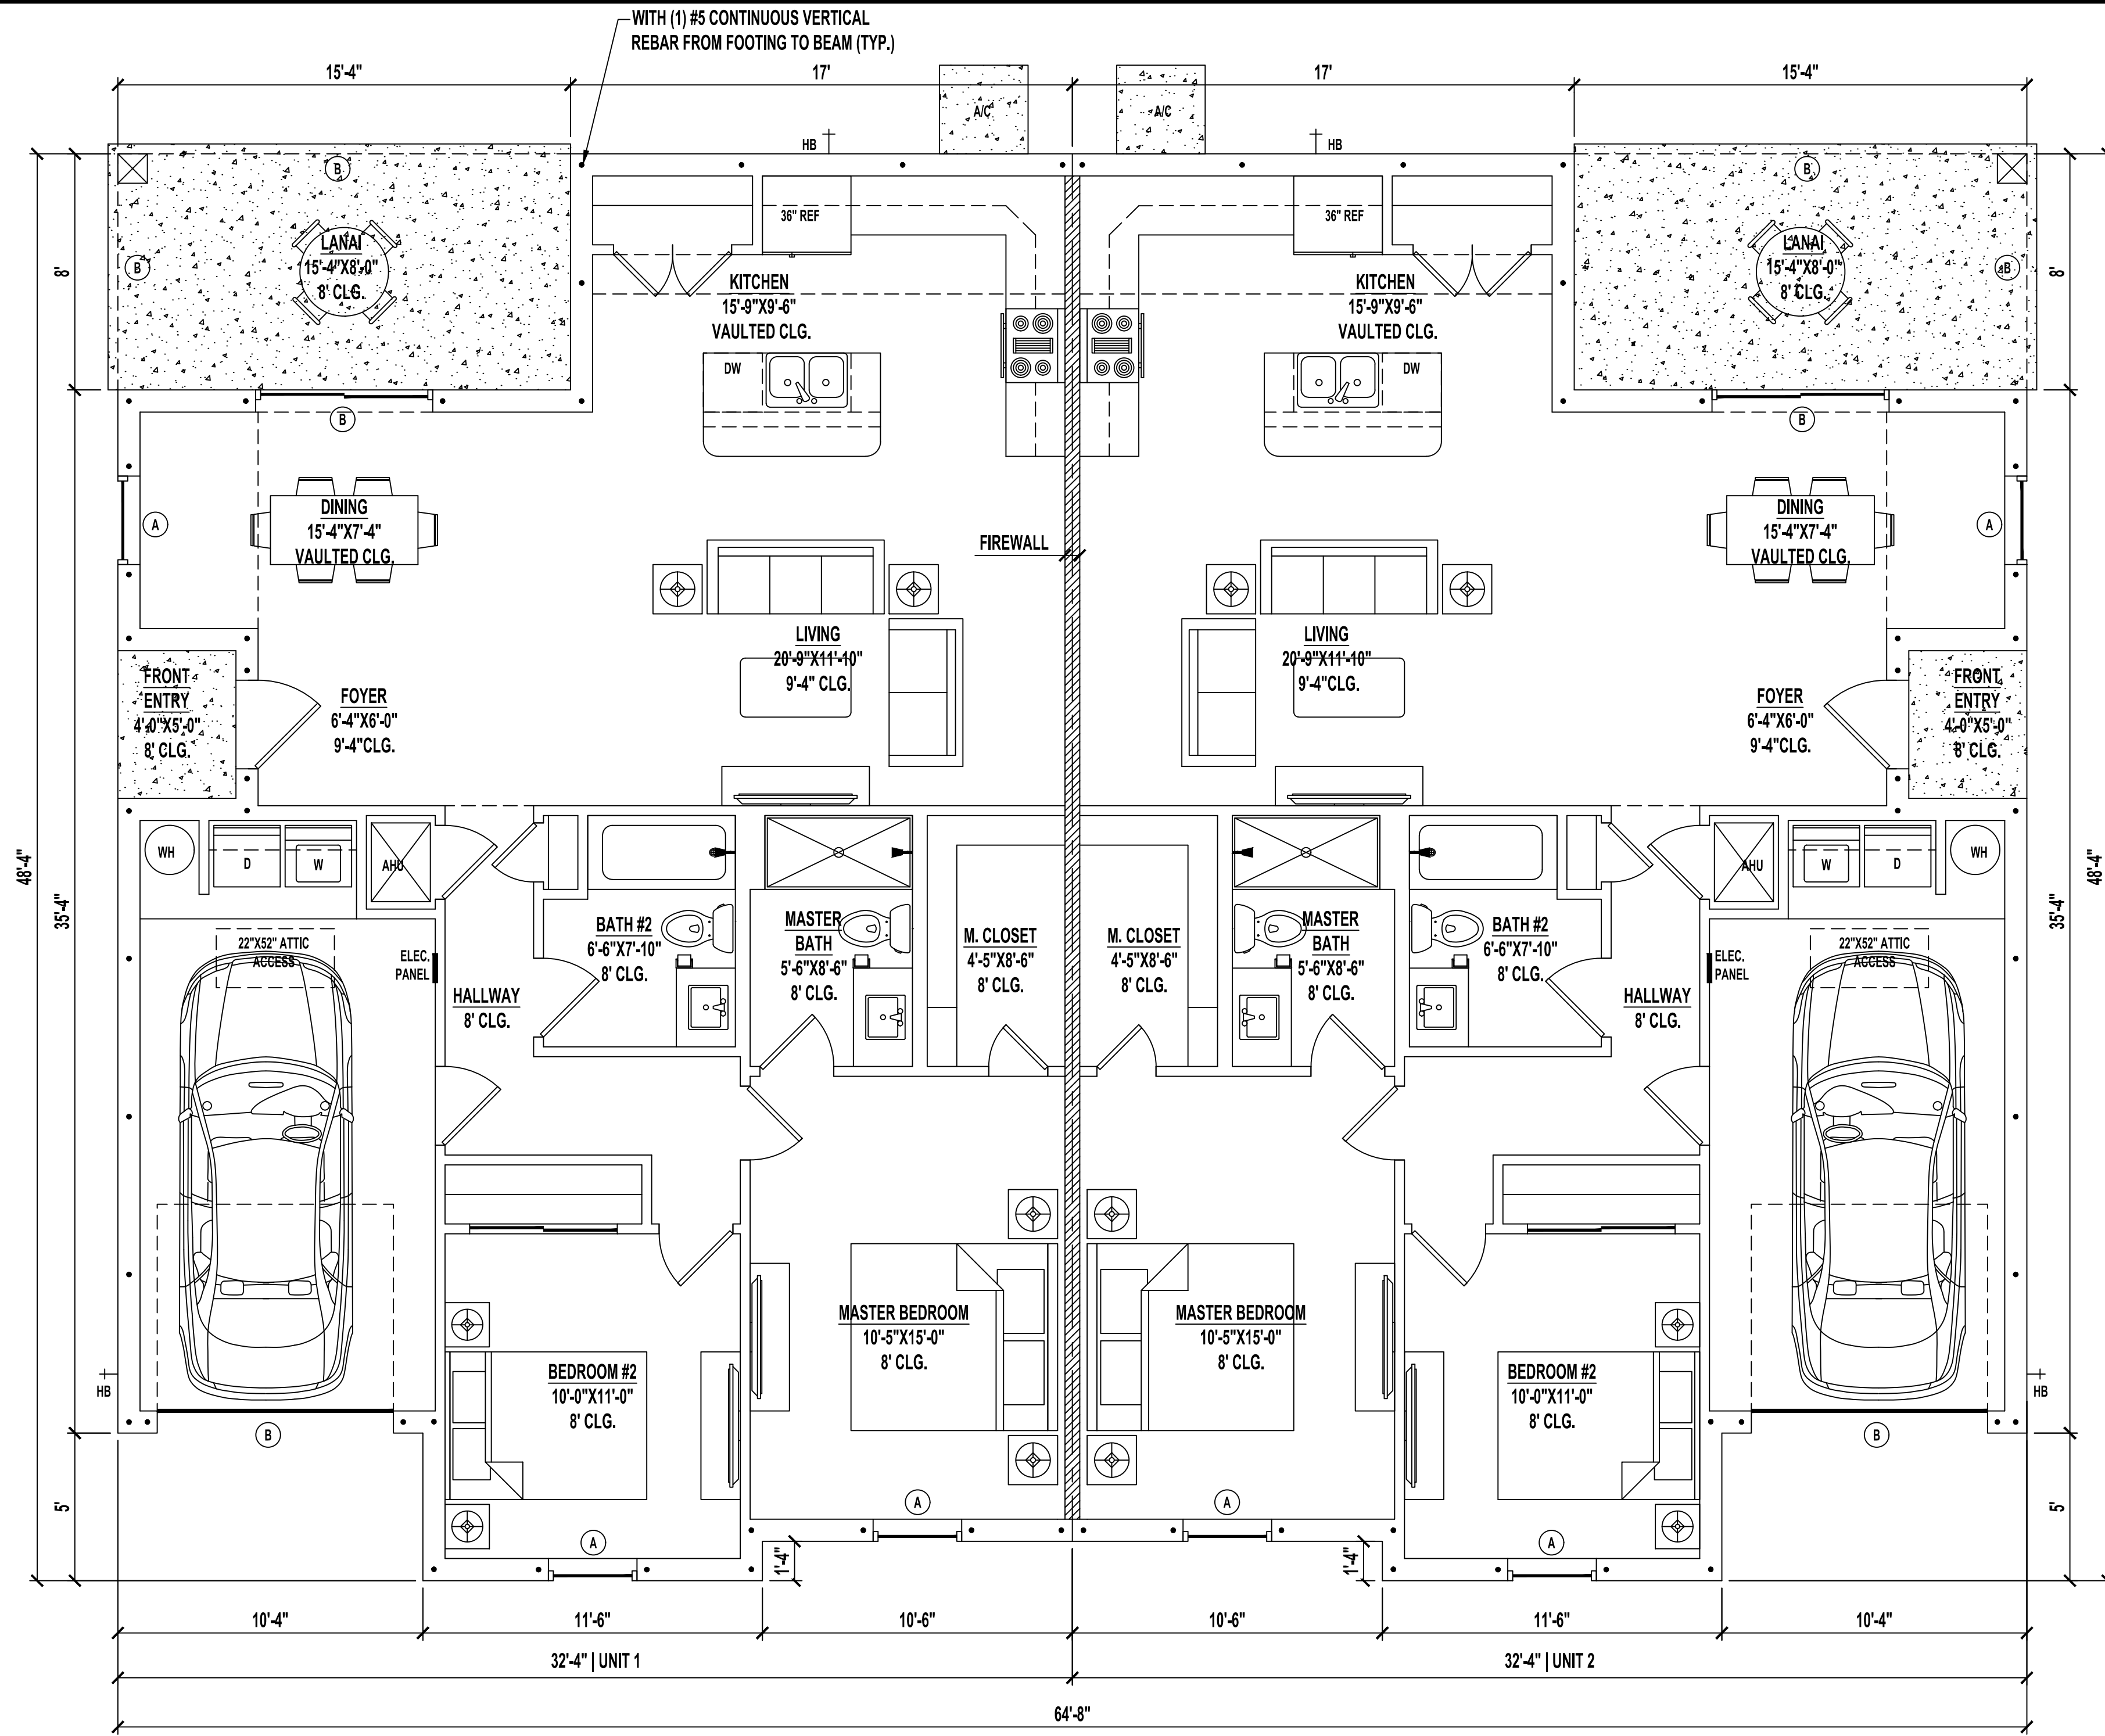 WITH (1) #5 CONTINUOUS VERTICAL
REBAR FROM FOOTING TO BEAM (TYP.)
15'-4"
17'
17'
15'-4"
A/C
A/C
HB
HB
B
B
36" REF
36" REF
LANAI
15'-4"X8'-0"
8' CLG.
B
8'
KITCHEN
15'-9"X9'-6"
VAULTED CLG.
KITCHEN
15'-9"X9'-6"
VAULTED CLG.
LANAI
15'-4"X8'-0"
8' CLG.
B
8'
DW
DW
B
B
DINING
15'-4"X7'-4"
VAULTED CLG.
A
FIREWALL
DINING
15'-4"X7'-4"
VAULTED CLG.
A
LIVING
20'-9"X11'-10"
9'-4" CLG.
LIVING
20'-9"X11'-10"
9'-4"CLG.
FRONT
ENTRY
4'-0"X5'-0"
8' CLG.
FOYER
6'-4"X6'-0"
9'-4"CLG.
FOYER
6'-4"X6'-0"
9'-4"CLG.
FRONT
ENTRY
4'-0"X5'-0"
8' CLG.
48'-4"
35'-4"
WH
D
W
AHU
AHU
W
D
WH
48'-4"
35'-4"
22"X52" ATTIC
ACCESS
ELEC.
PANEL
HALLWAY
8' CLG.
BATH #2
6'-6"X7'-10"
8' CLG.
MASTER
BATH
5'-6"X8'-6"
8' CLG.
M. CLOSET
4'-5"X8'-6"
8' CLG.
M. CLOSET
4'-5"X8'-6"
8' CLG.
MASTER
BATH
5'-6"X8'-6"
8' CLG.
BATH #2
6'-6"X7'-10"
8' CLG.
HALLWAY
8' CLG.
ELEC.
PANEL
22"X52" ATTIC
ACCESS
MASTER BEDROOM
10'-5"X15'-0"
8' CLG.
MASTER BEDROOM
10'-5"X15'-0"
8' CLG.
BEDROOM #2
10'-0"X11'-0"
8' CLG.
BEDROOM #2
10'-0"X11'-0"
8' CLG.
HB
HB
B
B
5'
5'
A
A
A
A
1'-4"
1'-4"
10'-4"
11'-6"
10'-6"
10'-6"
11'-6"
10'-4"
32'-4" | UNIT 1
32'-4" | UNIT 2
64'-8"